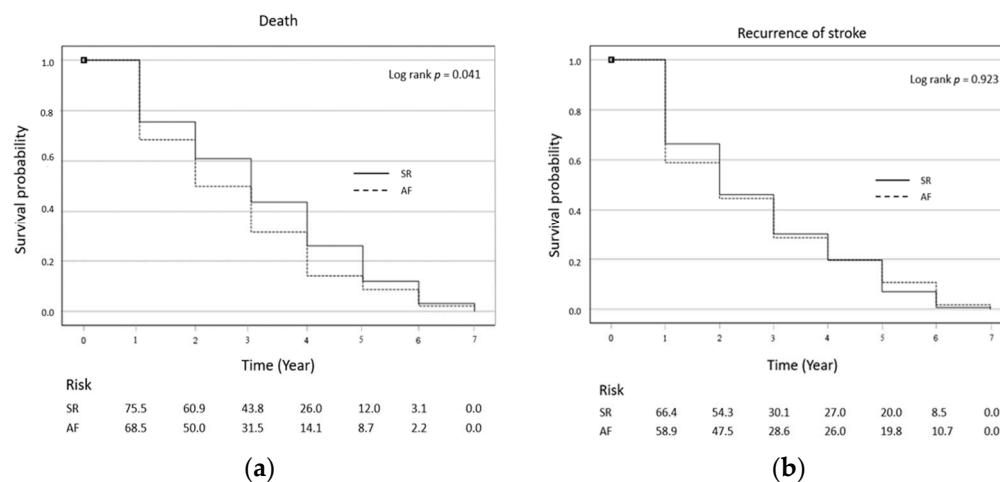 Death
Log rank p = 0.041
Survival probability
1.0
0.8
0.6
0.4
0.2
0.0
SR
AF
0 1 2 3 4 5 6 7
Time (Year)
Risk
SR 75.5 60.9 43.8 26.0 12.0 3.1 0.0
AF 68.5 50.0 31.5 14.1 8.7 2.2 0.0
(a)
Recurrence of stroke
Log rank p = 0.923
Survival probability
1.0
0.8
0.6
0.4
0.2
0.0
SR
AF
0 1 2 3 4 5 6 7
Time (Year)
Risk
SR 66.4 54.3 30.1 27.0 20.0 8.5 0.0
AF 58.9 47.5 28.6 26.0 19.8 10.7 0.0
(b)